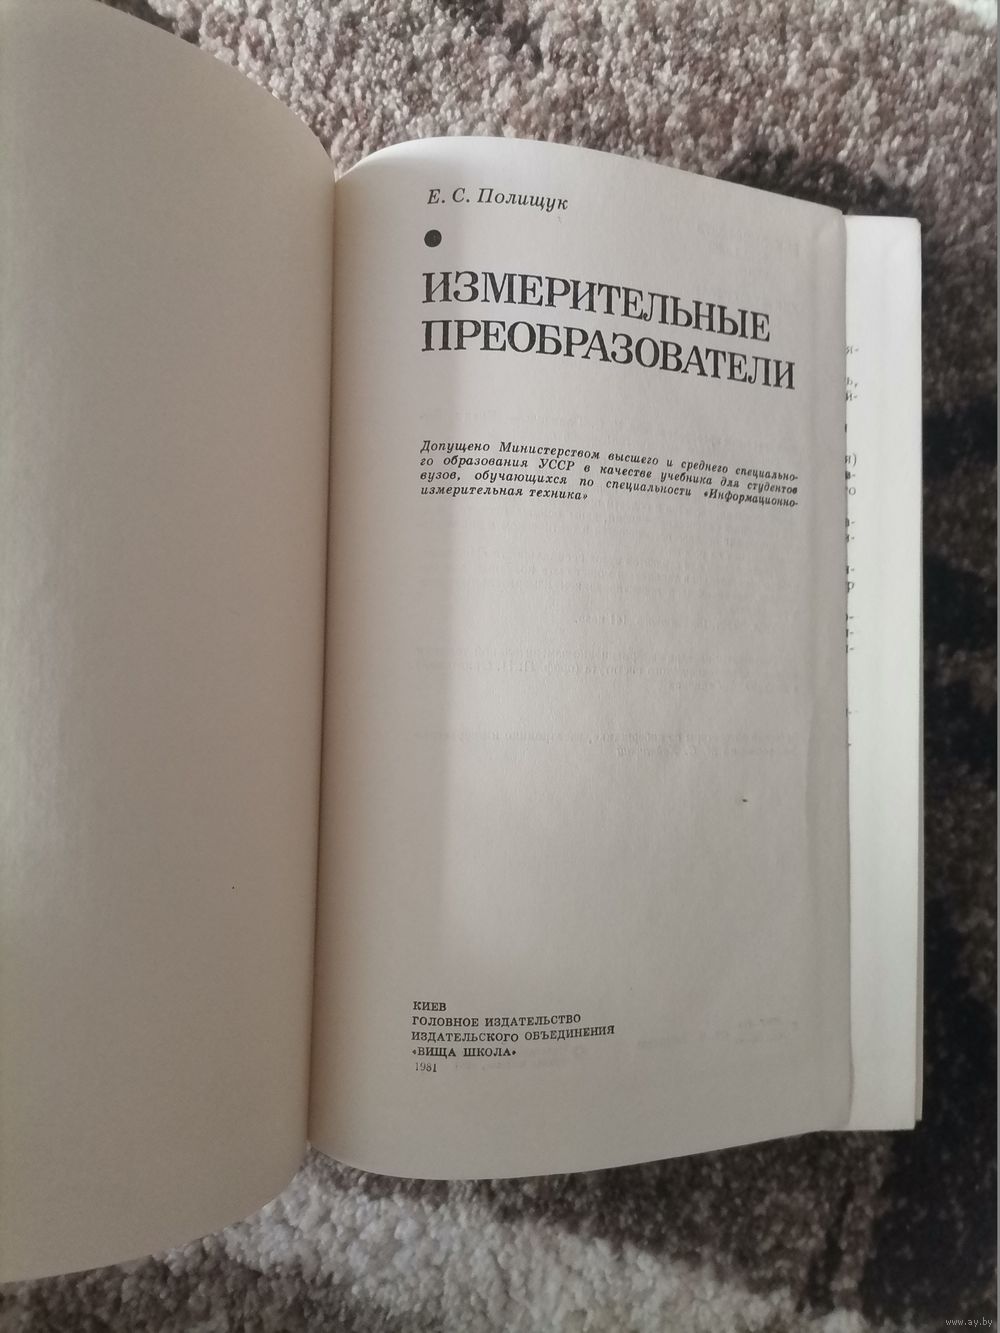 Е. С. Полищук
ИЗМЕРИТЕЛЬНЫЕ
ПРЕОБРАЗОВАТЕЛИ
Допущено Министерством высшего и среднего специально-
го образования УССР в качестве учебника для студентов
вузов, обучающихся по специальности «Информационно-
измерительная техника»
КИЕВ
ГОЛОВНОЕ ИЗДАТЕЛЬСТВО
ИЗДАТЕЛЬСКОГО ОБЪЕДИНЕНИЯ
«ВИЩА ШКОЛА»
1981
www.ay.by